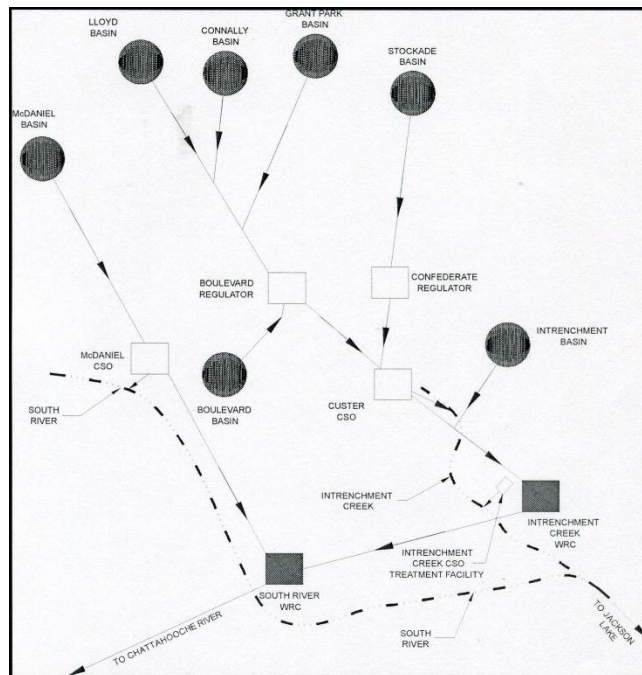 LLOYD
BASIN
CONNALLY
BASIN
GRANT PARK
BASIN
STOCKADE
BASIN
McDANIEL
BASIN
BOULEVARD
REGULATOR
CONFEDERATE
REGULATOR
INTRENCHMENT
BASIN
McDANIEL
CSO
SOUTH
RIVER
BOULEVARD
BASIN
CUSTER
CSO
INTRENCHMENT
CREEK
INTRENCHMENT
CREEK
WRC
INTRENCHMENT
CREEK CSO
TREATMENT FACILITY
SOUTH RIVER
WRC
SOUTH
RIVER
TO CHATTAHOOCHE RIVER
TO JACKSON
LAKE